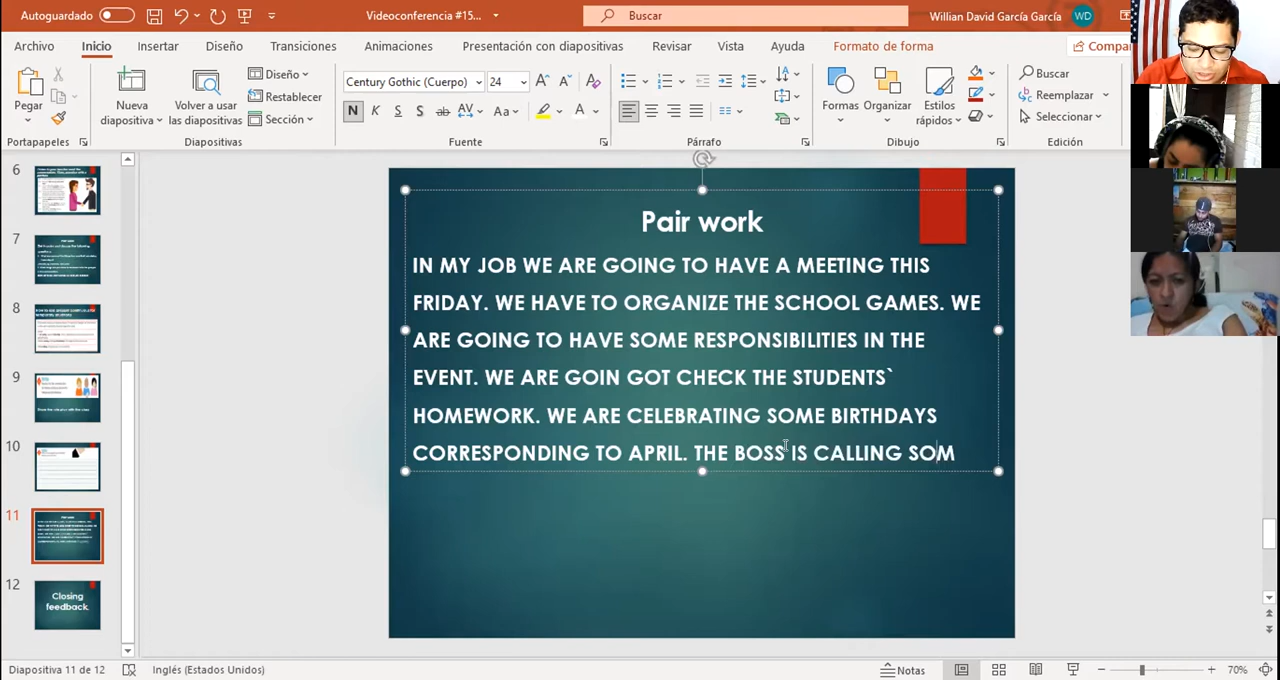 Autoguardado
Videoconferencia #15...
Buscar
Willian David García García
WD
Archivo
Inicio
Insertar
Diseño
Transiciones
Animaciones
Presentación con diapositivas
Revisar
Vista
Ayuda
Formato de forma
Compar
Pegar
Nueva diapositiva
Volver a usar las diapositivas
Diseño
Restablecer
Sección
Century Gothic (Cuerpo)
24
N K S S ab AV Aa A
Formas
Organizar
Estilos rápidos
Buscar
Reemplazar
Seleccionar
Portapapeles
Diapositivas
Fuente
Párrafo
Dibujo
Edición
6
7
8
9
10
11
12
Closing
feedback.
Pair work
IN MY JOB WE ARE GOING TO HAVE A MEETING THIS
FRIDAY. WE HAVE TO ORGANIZE THE SCHOOL GAMES. WE
ARE GOING TO HAVE SOME RESPONSIBILITIES IN THE
EVENT. WE ARE GOIN GOT CHECK THE STUDENTS`
HOMEWORK. WE ARE CELEBRATING SOME BIRTHDAYS
CORRESPONDING TO APRIL. THE BOSS IS CALLING SOM
Diapositiva 11 de 12
Inglés (Estados Unidos)
Notas
70%